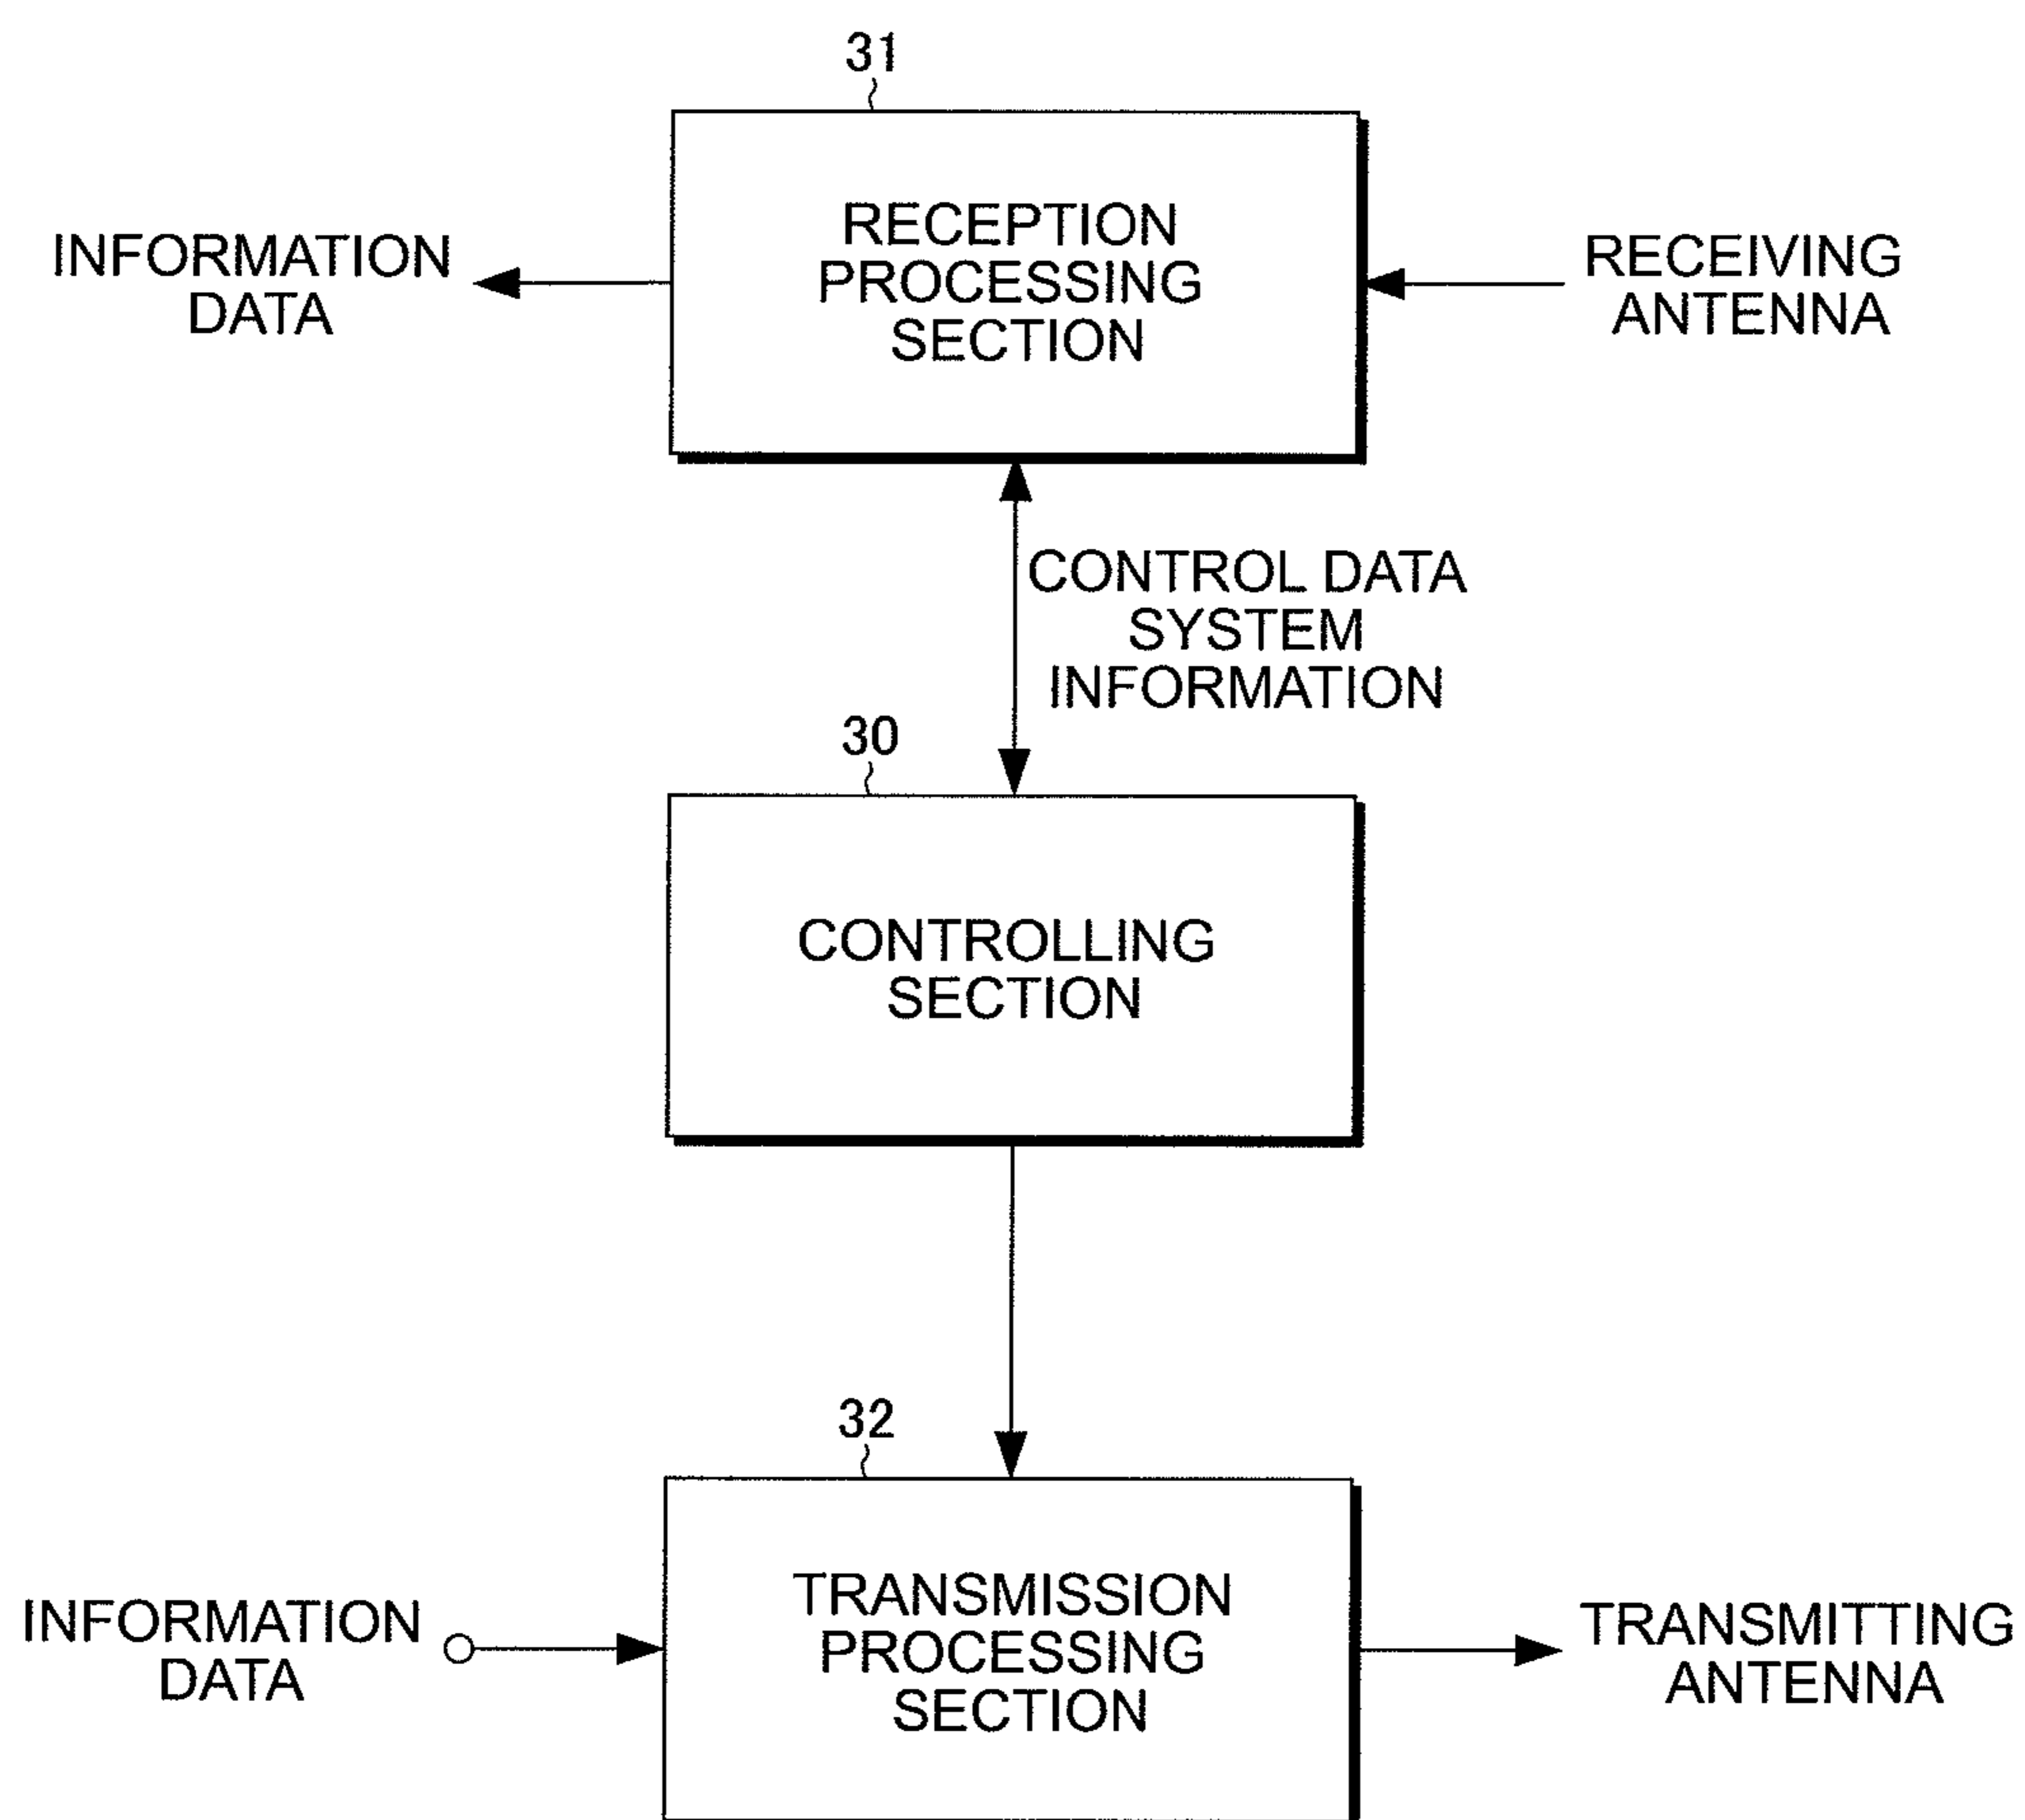 31
RECEPTION
PROCESSING
SECTION
INFORMATION
DATA
RECEIVING
ANTENNA
CONTROL DATA
SYSTEM
INFORMATION
30
CONTROLLING
SECTION
32
TRANSMISSION
PROCESSING
SECTION
INFORMATION
DATA
TRANSMITTING
ANTENNA